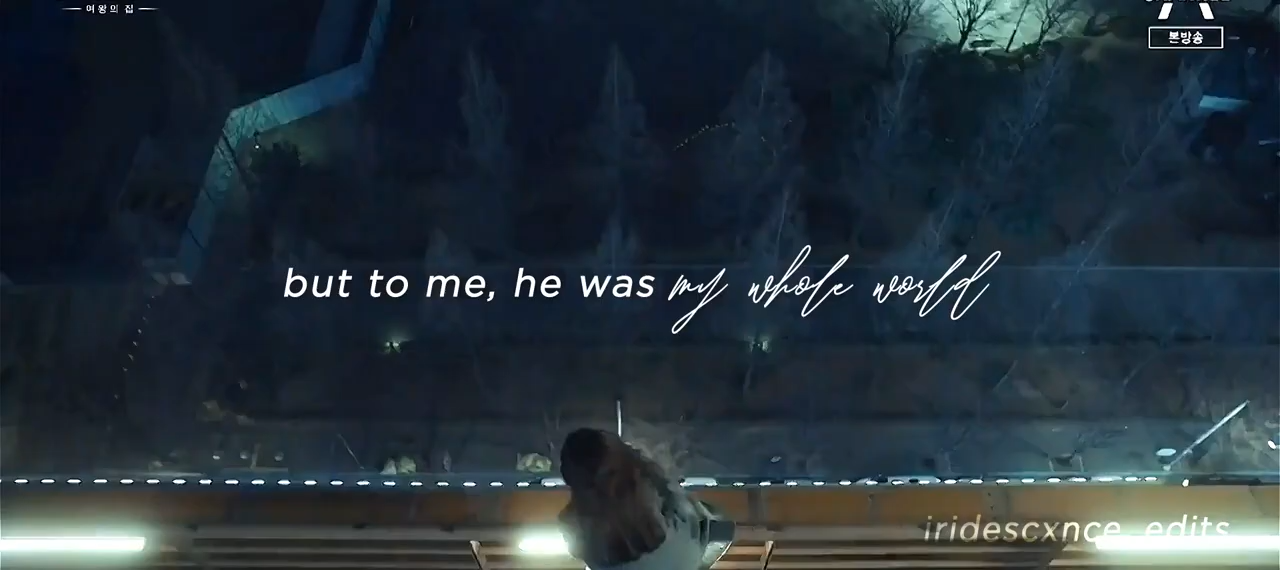 여왕의 집
본방송
but to me, he was my whole world
iridescxnce_edits